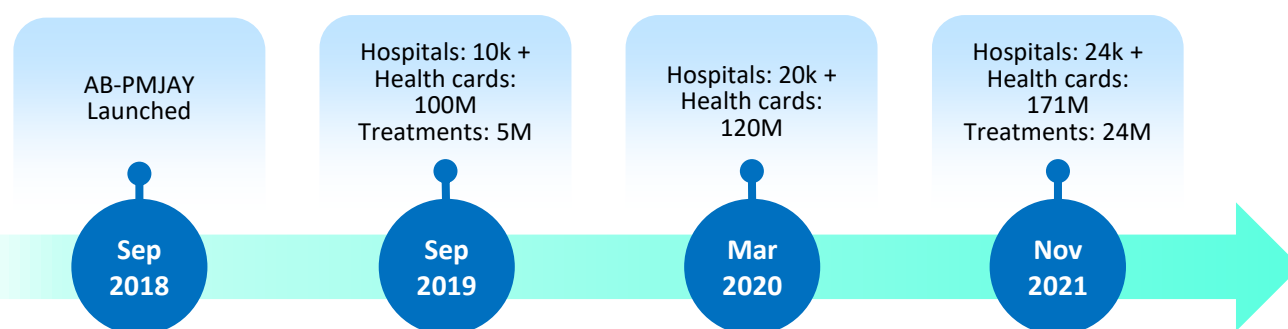 AB-PMJAY
Launched
Sep
2018
Hospitals: 10k +
Health cards:
100M
Treatments: 5M
Sep
2019
Hospitals: 20k +
Health cards:
120M
Mar
2020
Hospitals: 24k +
Health cards:
171M
Treatments: 24M
Nov
2021